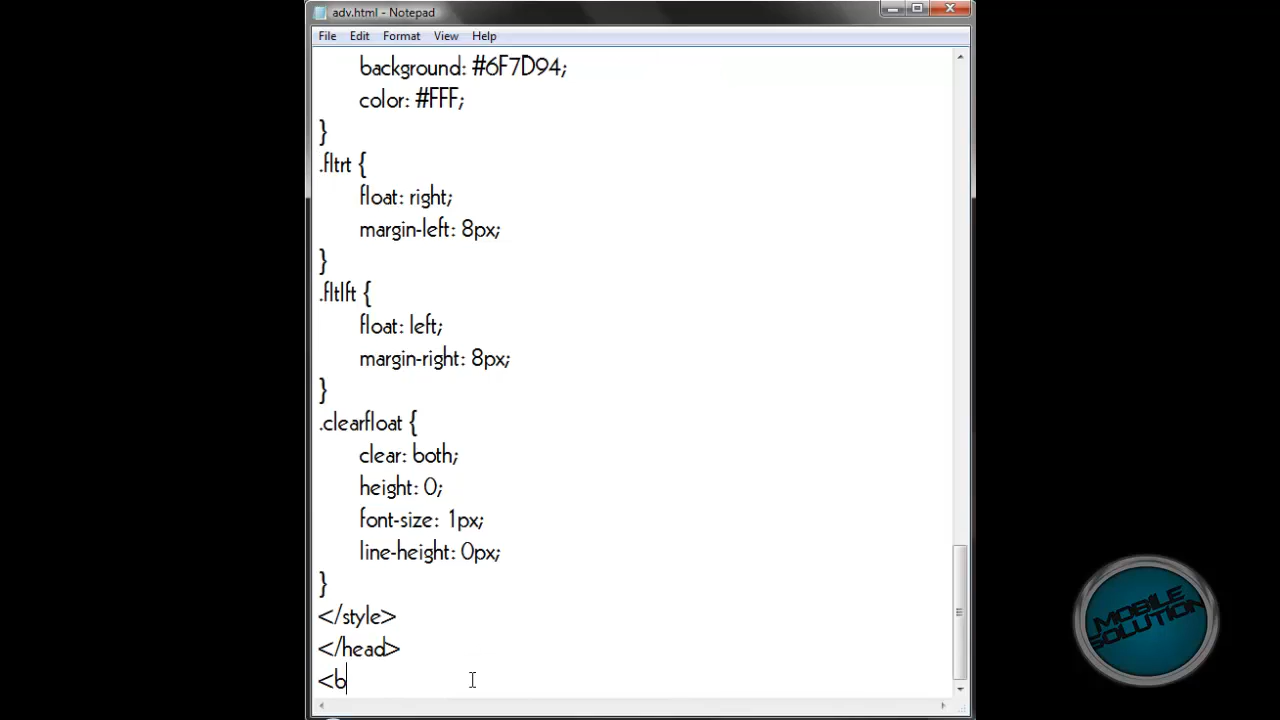 adv.html - Notepad
File Edit Format View Help
background: #6F7D94;
color: #FFF;
}
.fltrt {
float: right;
margin-left: 8px;
}
.fltlft {
float: left;
margin-right: 8px;
}
.clearfloat {
clear: both;
height: 0;
font-size: 1px;
line-height: 0px;
}
</style>
</head>
<b
MOBILE
SOLUTION